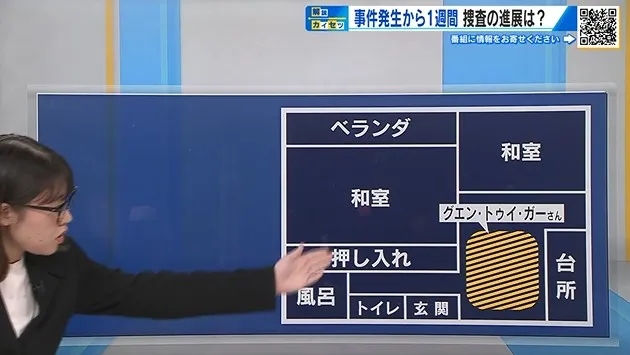 解説
カイセツ
事件発生から1週間 捜査の進展は？
番組に情報をお寄せください
ベランダ
和室
和室
グエン・トゥイ・ガーさん
押し入れ
台所
風呂
トイレ
玄関